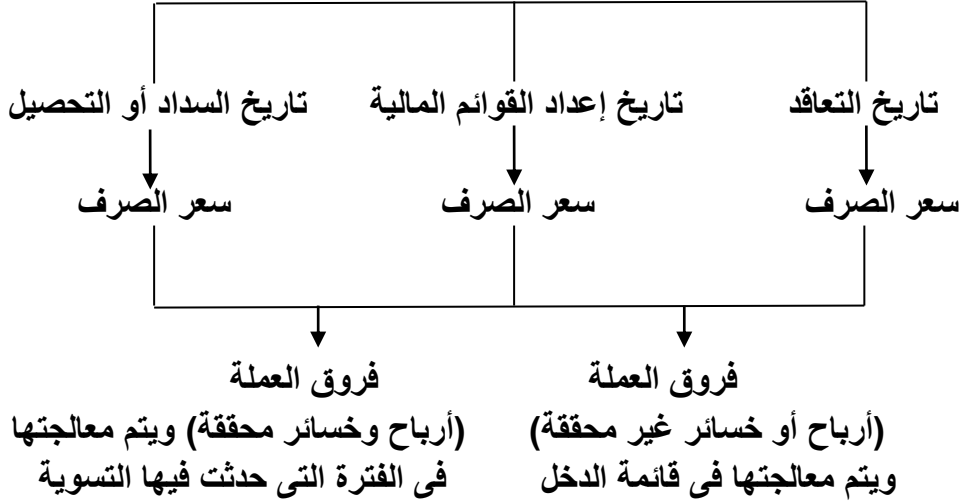 تاريخ التعاقد
تاريخ إعداد القوائم المالية
تاريخ السداد أو التحصيل
سعر الصرف
سعر الصرف
سعر الصرف
فروق العملة
(أرباح أو خسائر غير محققة)
ويتم معالجتها فى قائمة الدخل
فروق العملة
(أرباح وخسائر محققة) ويتم معالجتها
فى الفترة التى حدثت فيها التسوية